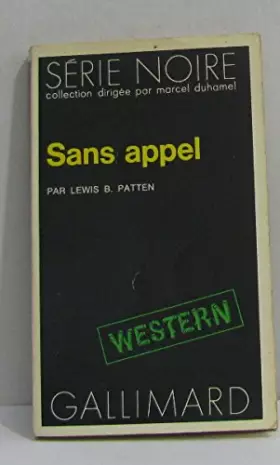 SÉRIE NOIRE
collection dirigée par marcel duhamel
Sans appel
PAR LEWIS B. PATTEN
WESTERN
GALLIMARD